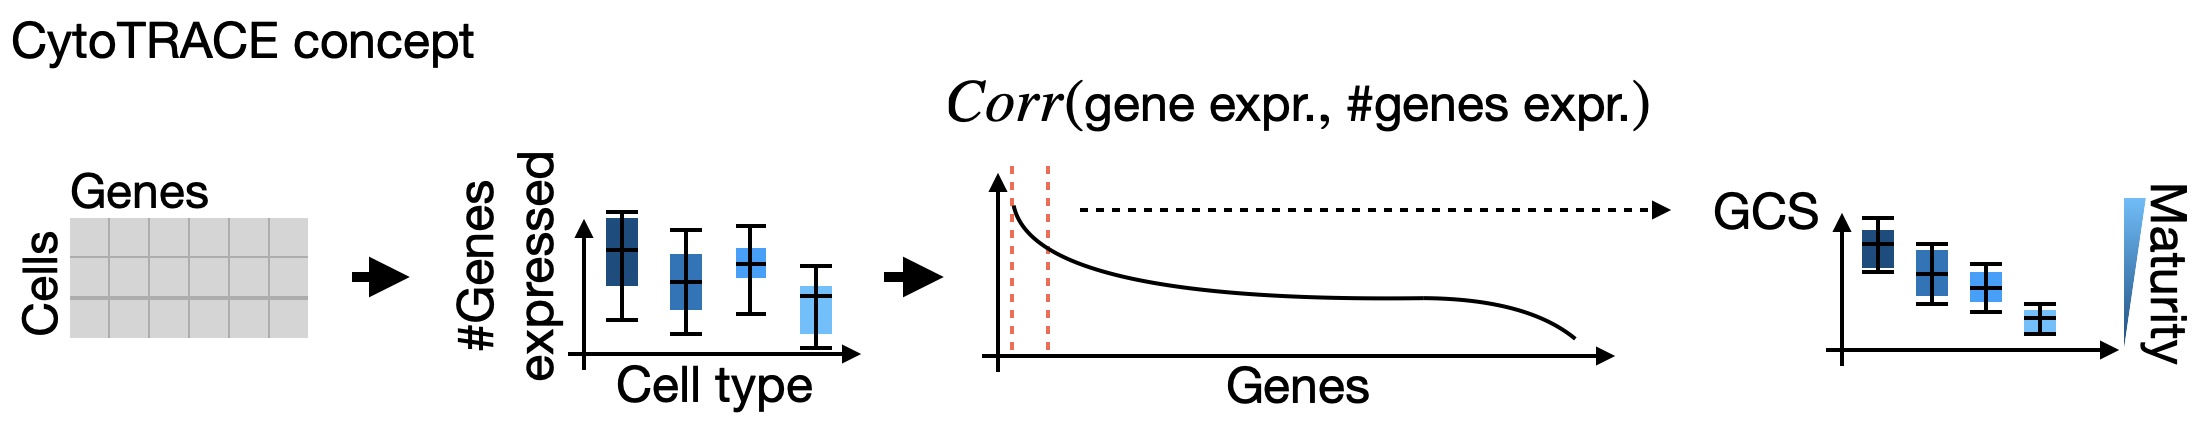 CytoTRACE concept
Genes
Cells
#Genes
expressed
Cell type
Corr(gene expr., #genes expr.)
Genes
GCS
Maturity